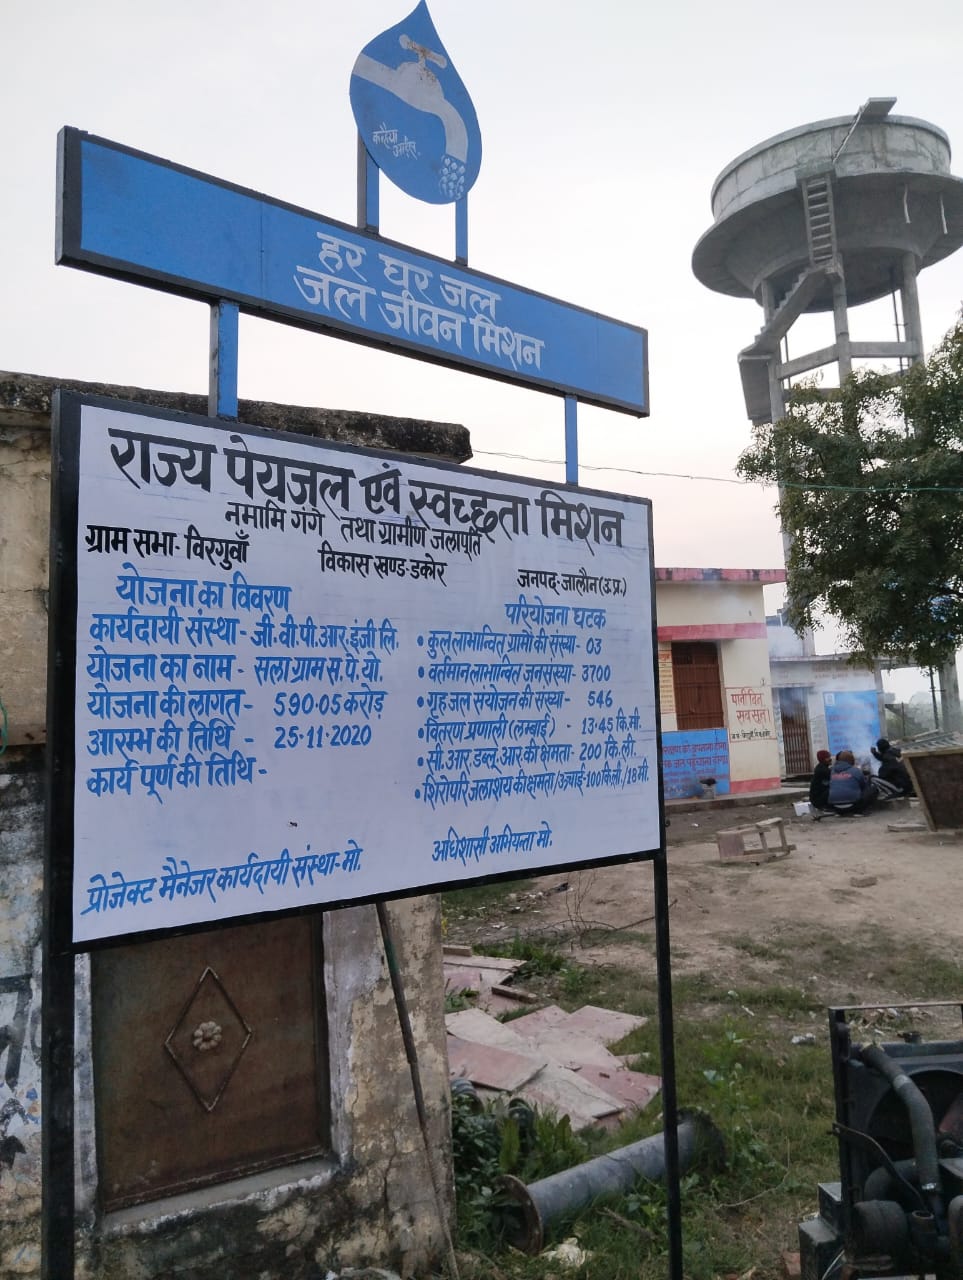 हर घर जल
जल जीवन मिशन
राज्य पेयजल एवं स्वच्छता मिशन
नमामि गंगे तथा ग्रामीण जलापूर्ति
ग्राम सभा- विरगुवाँ विकास खण्ड-डकोर जनपद-जालौन(उ.प्र.)
योजना का विवरण
कार्यदायी संस्था- जी.वी.पी.आर.इंजी लि.
योजना का नाम - सला ग्राम स.पे.यो.
योजना की लागत- 590.05 करोड़
आरम्भ की तिथि - 25-11-2020
कार्य पूर्ण की तिथि -
परियोजना घटक
• कुल लाभान्वित ग्रामों की संख्या- 03
• वर्तमान लाभान्वित जनसंख्या- 3700
• गृह जल संयोजन की संख्या- 546
• वितरण प्रणाली (लम्बाई) - 13.45 कि.मी.
• सी.आर.डब्लू.आर.की क्षमता- 200 कि.ली.
• शिरोपरि जलाशय की क्षमता/ऊचाई-100कि.ली./18मी.
प्रोजेक्ट मैनेजर कार्यदायी संस्था-मो.
अधिशासी अभियन्ता मो.